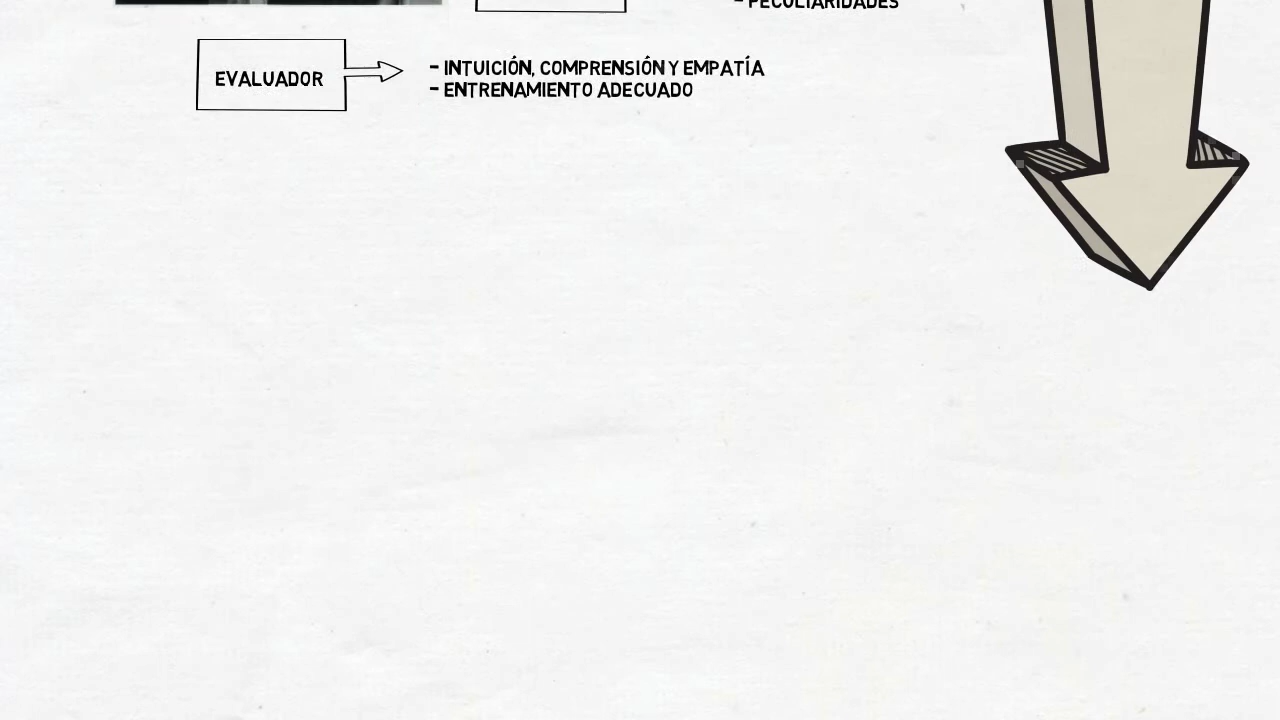 - PECULIARIDADES
EVALUADOR
- INTUICIÓN, COMPRENSIÓN Y EMPATÍA
- ENTRENAMIENTO ADECUADO